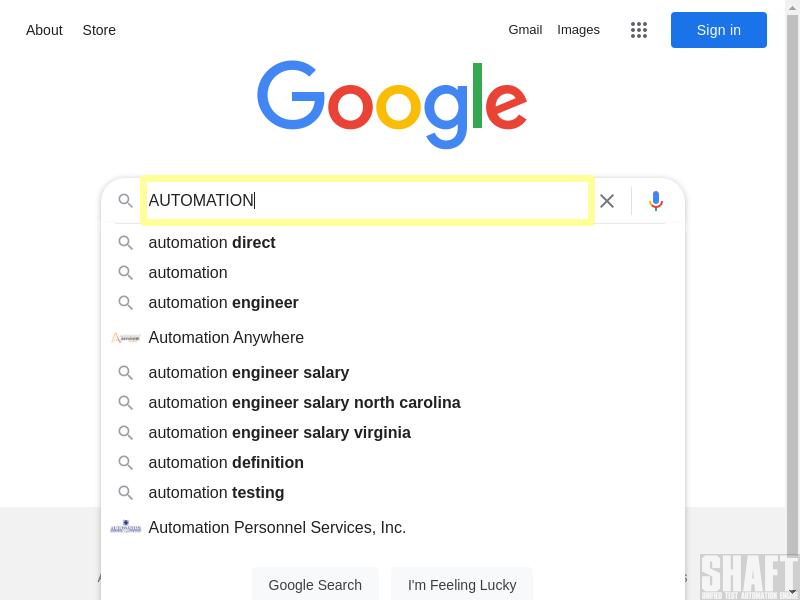 About Store Gmail Images Sign in
Google
AUTOMATION
automation direct
automation
automation engineer
Automation Anywhere
automation engineer salary
automation engineer salary north carolina
automation engineer salary virginia
automation definition
automation testing
Automation Personnel Services, Inc.
Google Search I'm Feeling Lucky
SHAFT